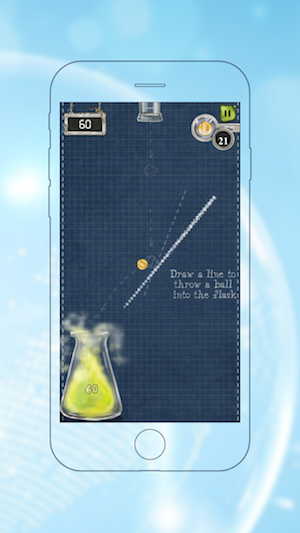 60
21
Draw a line to
throw a ball
into the flask
60